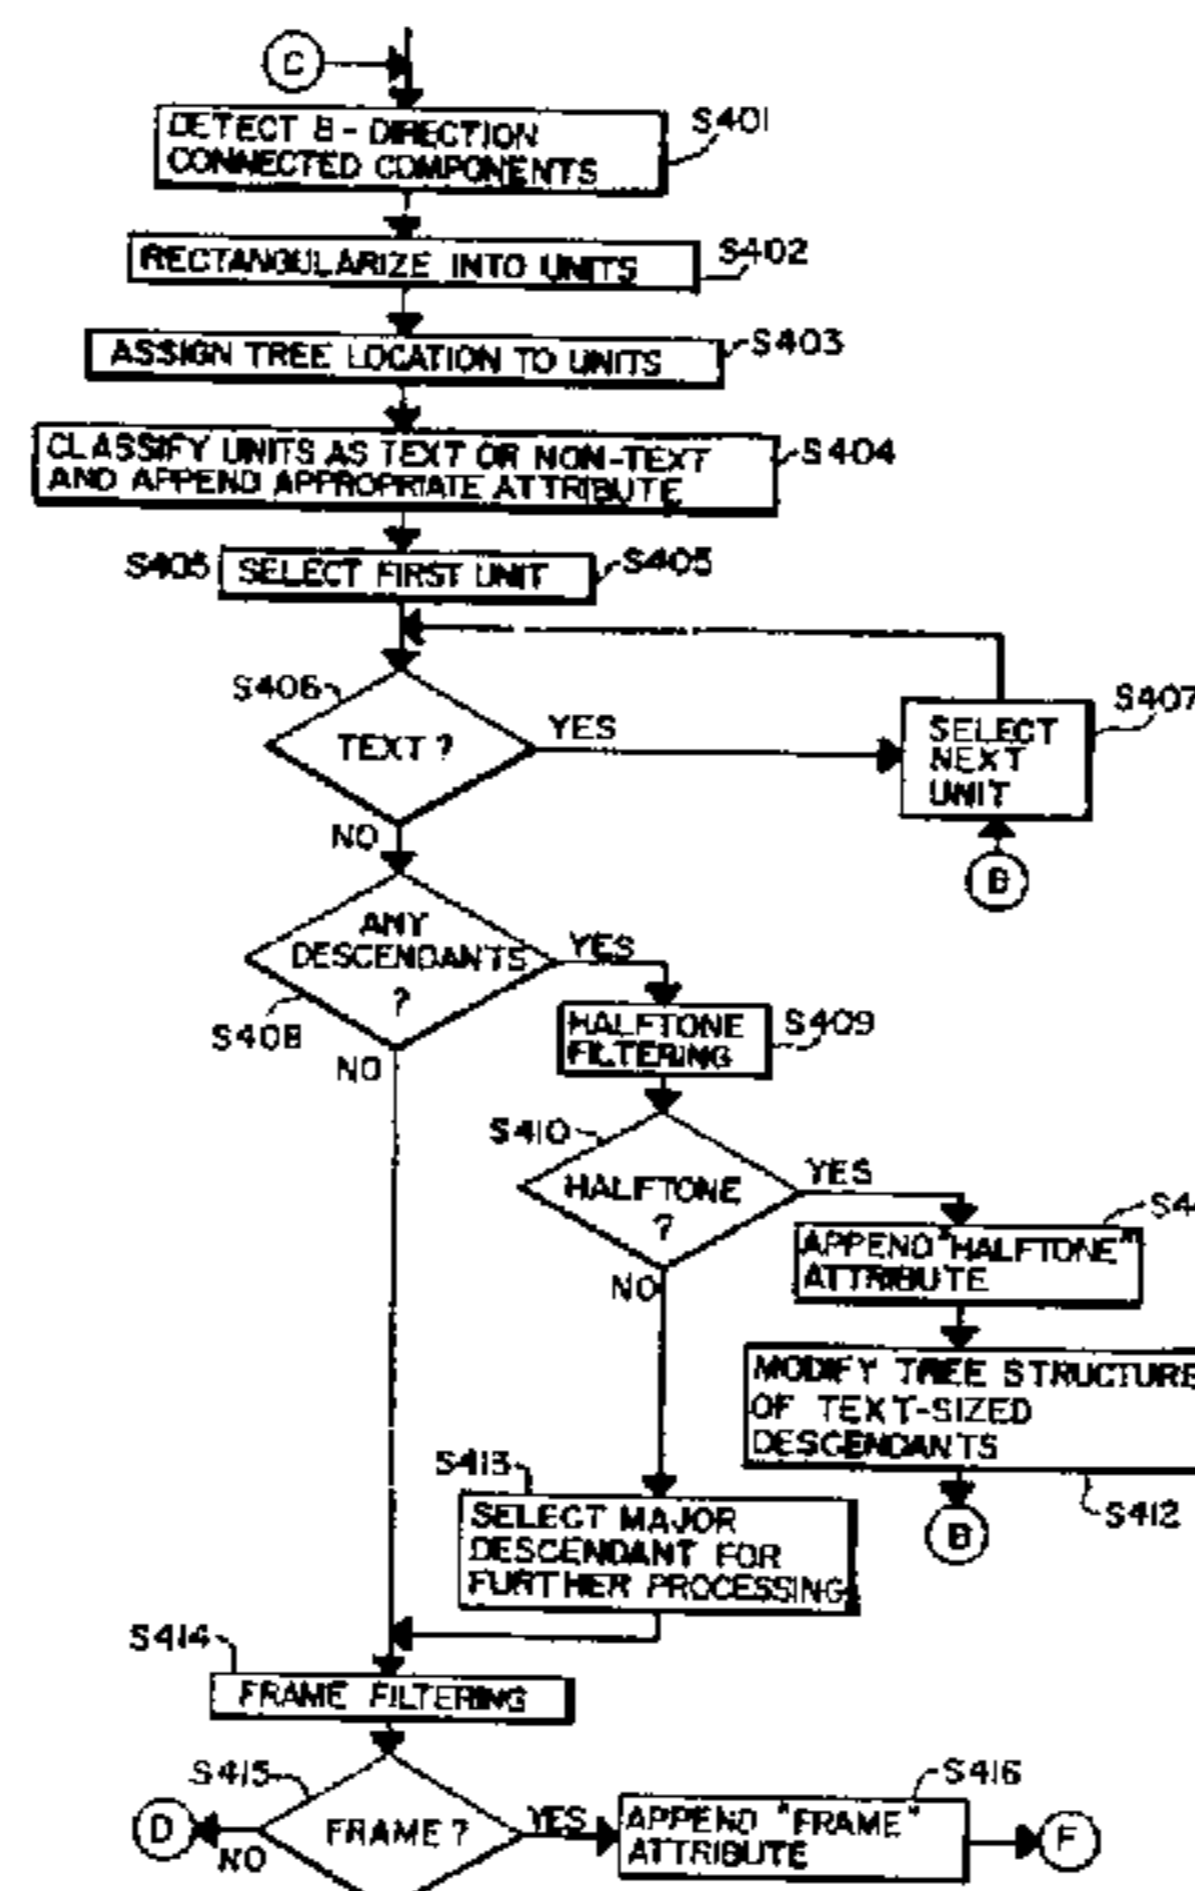 C
DETECT 8-DIRECTION
CONNECTED COMPONENTS
S401
RECTANGULARIZE INTO UNITS
S402
ASSIGN TREE LOCATION TO UNITS
S403
CLASSIFY UNITS AS TEXT OR NON-TEXT
AND APPEND APPROPRIATE ATTRIBUTE
S404
S405
SELECT FIRST UNIT
S405
S406
TEXT ?
YES
NO
S407
SELECT
NEXT
UNIT
B
ANY
DESCENDANTS
?
YES
S408
NO
HALFTONE
FILTERING
S409
S410
HALFTONE
?
YES
NO
S4
APPEND "HALFTONE"
ATTRIBUTE
MODIFY TREE STRUCTURE
OF TEXT-SIZED
DESCENDANTS
S412
B
S413
SELECT MAJOR
DESCENDANT FOR
FURTHER PROCESSING
S414
FRAME FILTERING
S415
FRAME ?
D
NO
YES
S416
APPEND "FRAME"
ATTRIBUTE
F